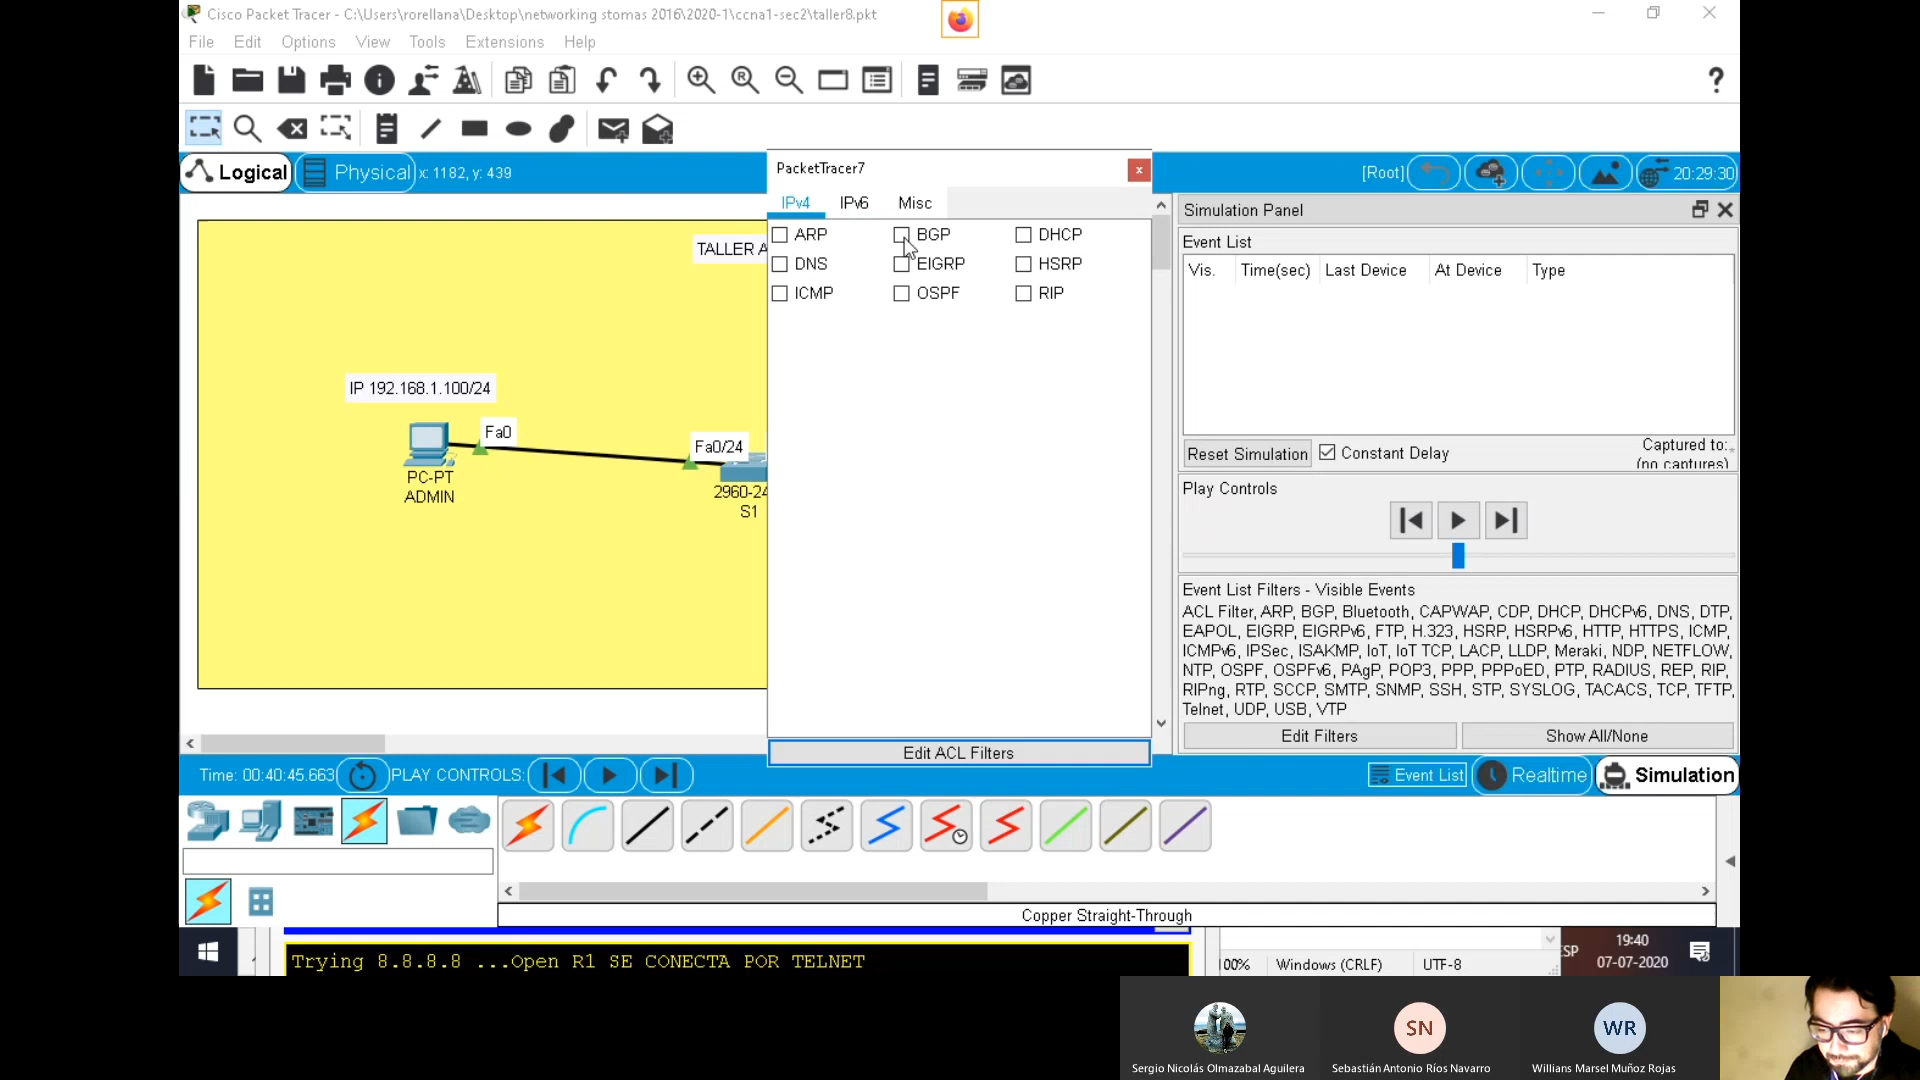 Cisco Packet Tracer - C:\Users\rorellana\Desktop\networking stomas 2016\2020-1\ccna1-sec2\taller8.pkt
File Edit Options View Tools Extensions Help
Logical
Physical
x: 1182, y: 439
[Root]
20:29:30
PacketTracer7
x
IPv4 IPv6 Misc
ARP BGP DHCP
DNS EIGRP HSRP
ICMP OSPF RIP
Edit ACL Filters
TALLER A
IP 192.168.1.100/24
Fa0
Fa0/24
PC-PT
ADMIN
2960-24
S1
Simulation Panel
Event List
Vis. Time(sec) Last Device At Device Type
Reset Simulation
Constant Delay
Captured to:
(no captures)
Play Controls
Event List Filters - Visible Events
ACL Filter, ARP, BGP, Bluetooth, CAPWAP, CDP, DHCP, DHCPv6, DNS, DTP,
EAPOL, EIGRP, EIGRPv6, FTP, H.323, HSRP, HSRPv6, HTTP, HTTPS, ICMP,
ICMPv6, IPSec, ISAKMP, IoT, IoT TCP, LACP, LLDP, Meraki, NDP, NETFLOW,
NTP, OSPF, OSPFv6, PAgP, POP3, PPP, PPPoED, PTP, RADIUS, REP, RIP,
RIPng, RTP, SCCP, SMTP, SNMP, SSH, STP, SYSLOG, TACACS, TCP, TFTP,
Telnet, UDP, USB, VTP
Edit Filters
Show All/None
Time: 00:40:45.663
PLAY CONTROLS:
Event List
Realtime
Simulation
Copper Straight-Through
Trying 8.8.8.8 ...Open R1 SE CONECTA POR TELNET
100% Windows (CRLF) UTF-8
ESP
19:40
07-07-2020
SN
WR
Sergio Nicolás Olmazabal Aguilera
Sebastián Antonio Ríos Navarro
Willians Marsel Muñoz Rojas